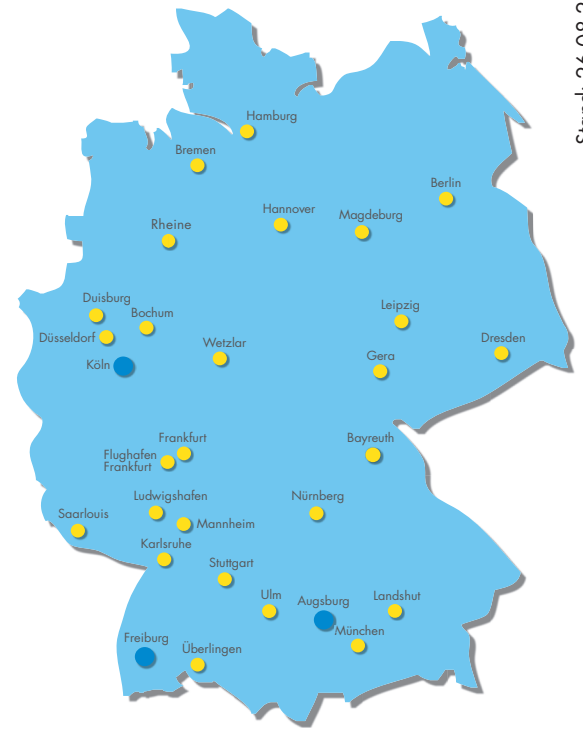 Hamburg
Bremen
Berlin
Hannover
Magdeburg
Rheine
Duisburg
Bochum
Leipzig
Düsseldorf
Wetzlar
Dresden
Köln
Gera
Frankfurt
Bayreuth
Flughafen
Frankfurt
Ludwigshafen
Nürnberg
Saarlouis
Mannheim
Karlsruhe
Stuttgart
Ulm
Augsburg
Landshut
München
Freiburg
Überlingen